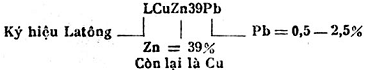 LCuZn39Pb
Ký hiệu Latông Pb = 0,5 — 2,5%
Zn = 39%
Còn lại là Cu